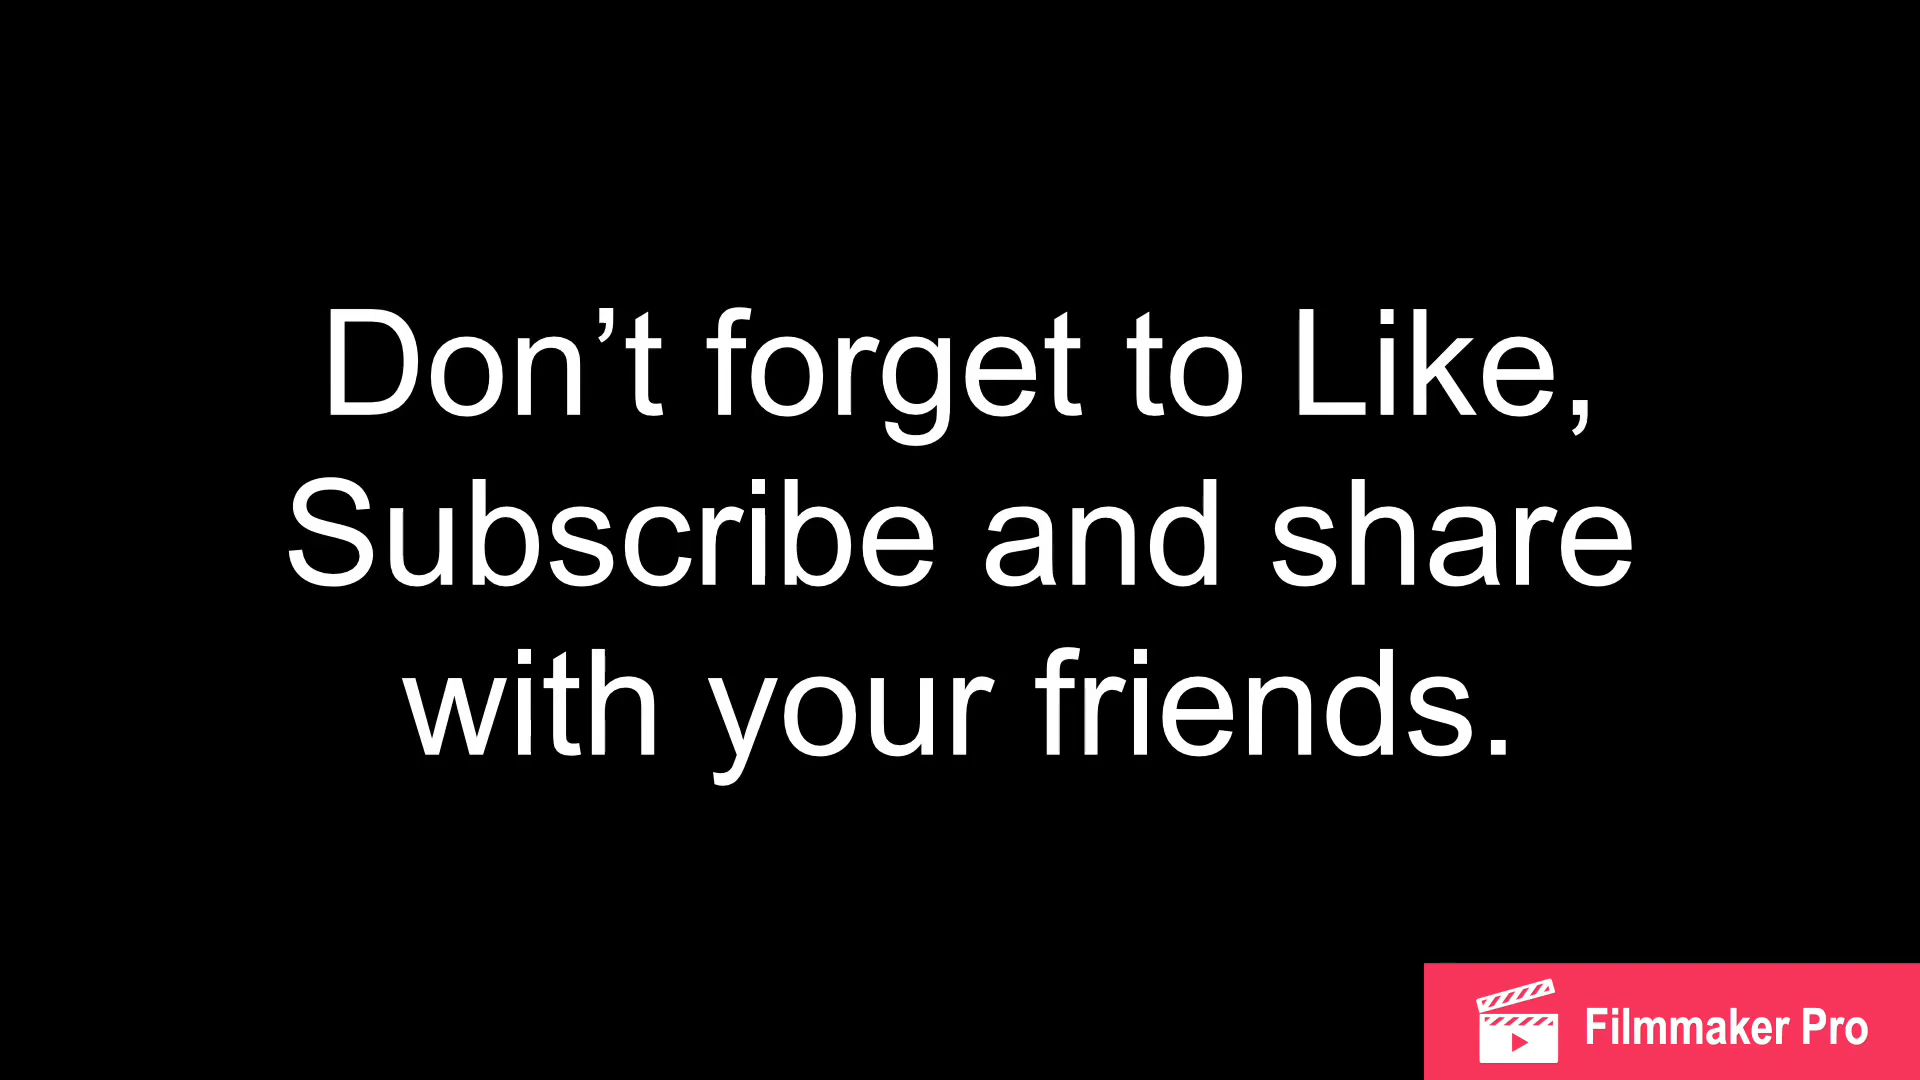 Don’t forget to Like,
Subscribe and share
with your friends.
Filmmaker Pro